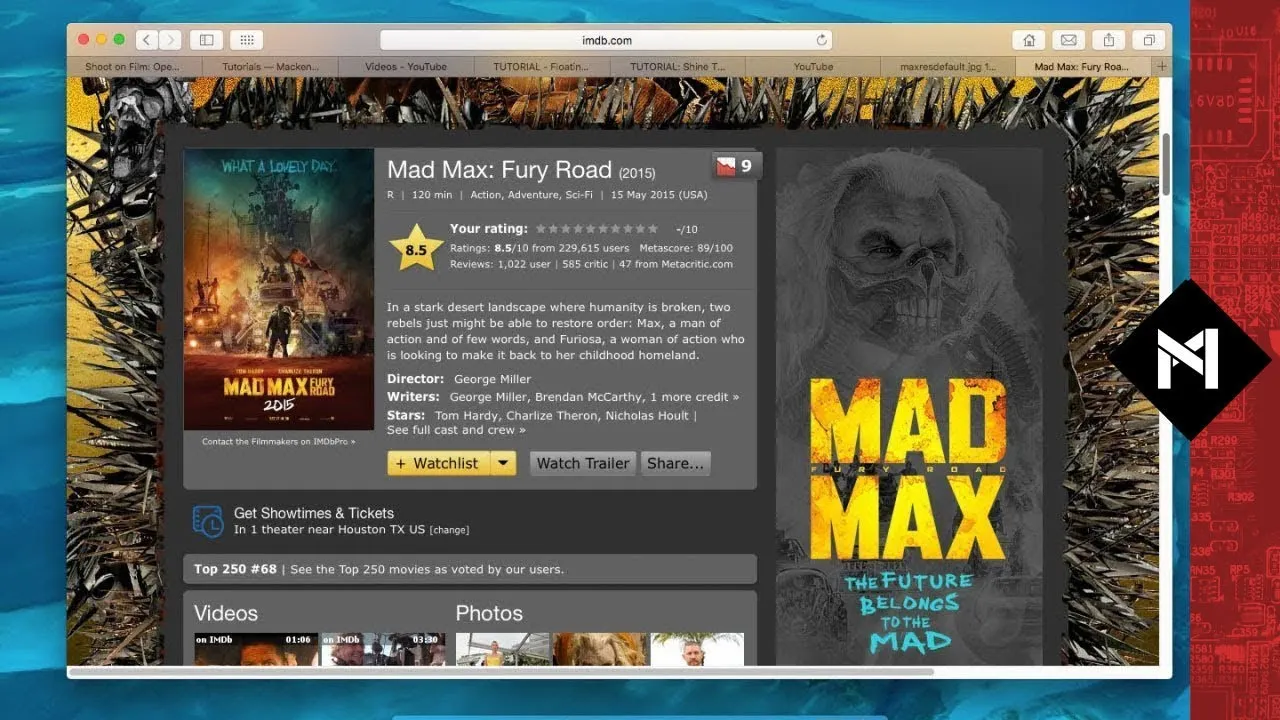 imdb.com
Shoot on Film: Ope...
Tutorials — Macken...
Videos - YouTube
TUTORIAL - Floatin...
TUTORIAL: Shine T...
YouTube
maxresdefault.jpg 1...
Mad Max: Fury Roa...
WHAT A LOVELY DAY.
TOM HARDY CHARLIZE THERON
MAD MAX FURY ROAD
2015
Contact the Filmmakers on IMDbPro »
Mad Max: Fury Road (2015)
9
R | 120 min | Action, Adventure, Sci-Fi | 15 May 2015 (USA)
8.5
Your rating: -/10
Ratings: 8.5/10 from 229,615 users Metascore: 89/100
Reviews: 1,022 user | 585 critic | 47 from Metacritic.com
In a stark desert landscape where humanity is broken, two
rebels just might be able to restore order: Max, a man of
action and of few words, and Furiosa, a woman of action who
is looking to make it back to her childhood homeland.
Director: George Miller
Writers: George Miller, Brendan McCarthy, 1 more credit »
Stars: Tom Hardy, Charlize Theron, Nicholas Hoult |
See full cast and crew »
+ Watchlist
Watch Trailer
Share...
Get Showtimes & Tickets
In 1 theater near Houston TX US [change]
Top 250 #68 | See the Top 250 movies as voted by our users.
Videos
Photos
on IMDb 01:06
on IMDb 03:30
MAD
FURY ROAD
MAX
THE FUTURE
BELONGS
TO THE
MAD
M
16V8D
R480
R271
R299
R301
R302